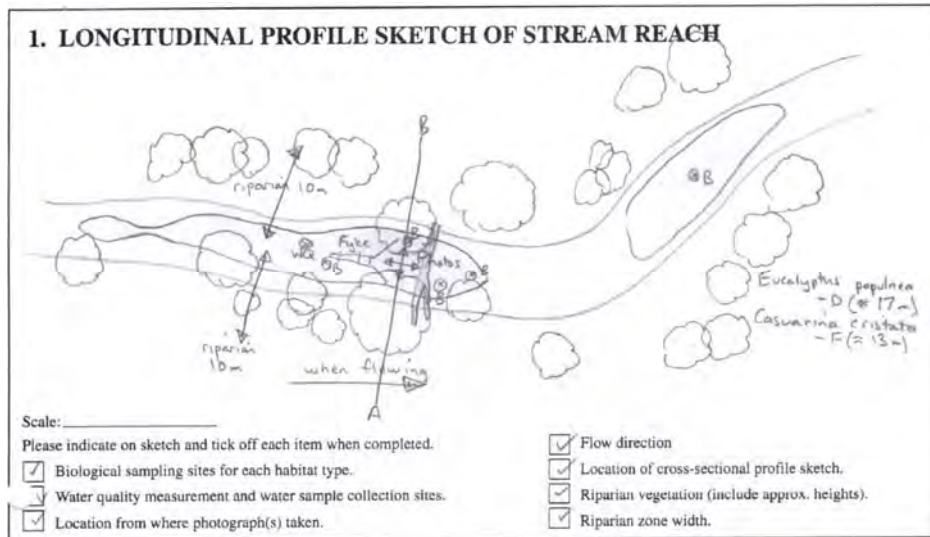 1. LONGITUDINAL PROFILE SKETCH OF STREAM REACH
B
riparian 10m
B
Fyke
B
WQ
B
Photos
B
B
Eucalyptus populnea
- D (≈ 17m)
Casuarina cristata
- F (≈ 13m)
riparian
10m
when flowing
A
Scale:
Please indicate on sketch and tick off each item when completed.
Biological sampling sites for each habitat type.
Water quality measurement and water sample collection sites.
Location from where photograph(s) taken.
Flow direction
Location of cross-sectional profile sketch.
Riparian vegetation (include approx. heights).
Riparian zone width.